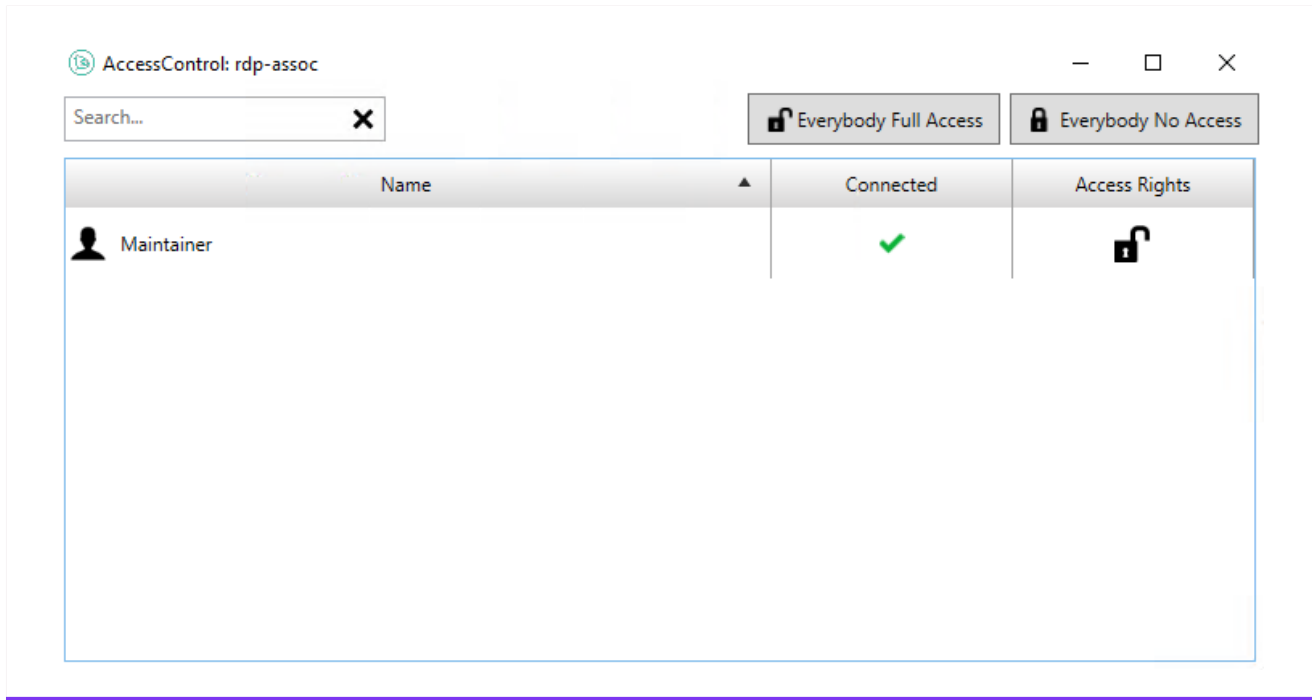 AccessControl: rdp-assoc
Search...
Everybody Full Access
Everybody No Access
Name
Connected
Access Rights
Maintainer